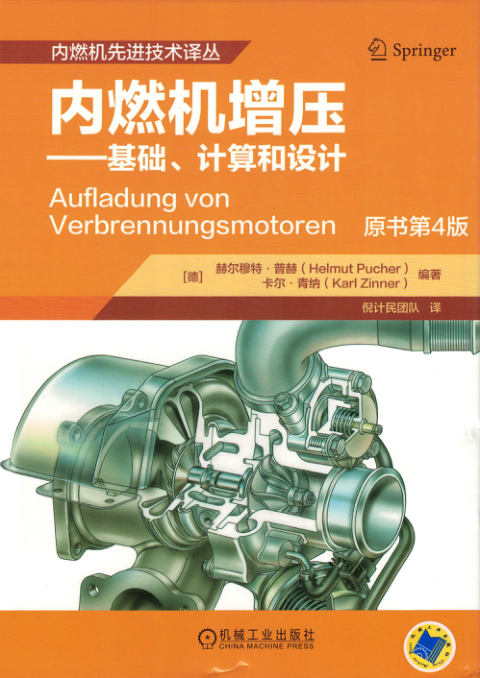 内燃机先进技术译丛
Springer
内燃机增压
——基础、计算和设计
Aufladung von
Verbrennungsmotoren 原书第4版
[德] 赫尔穆特·普赫(Helmut Pucher)
卡尔·青纳(Karl Zinner) 编著
倪计民团队 译
机械工业出版社
CHINA MACHINE PRESS